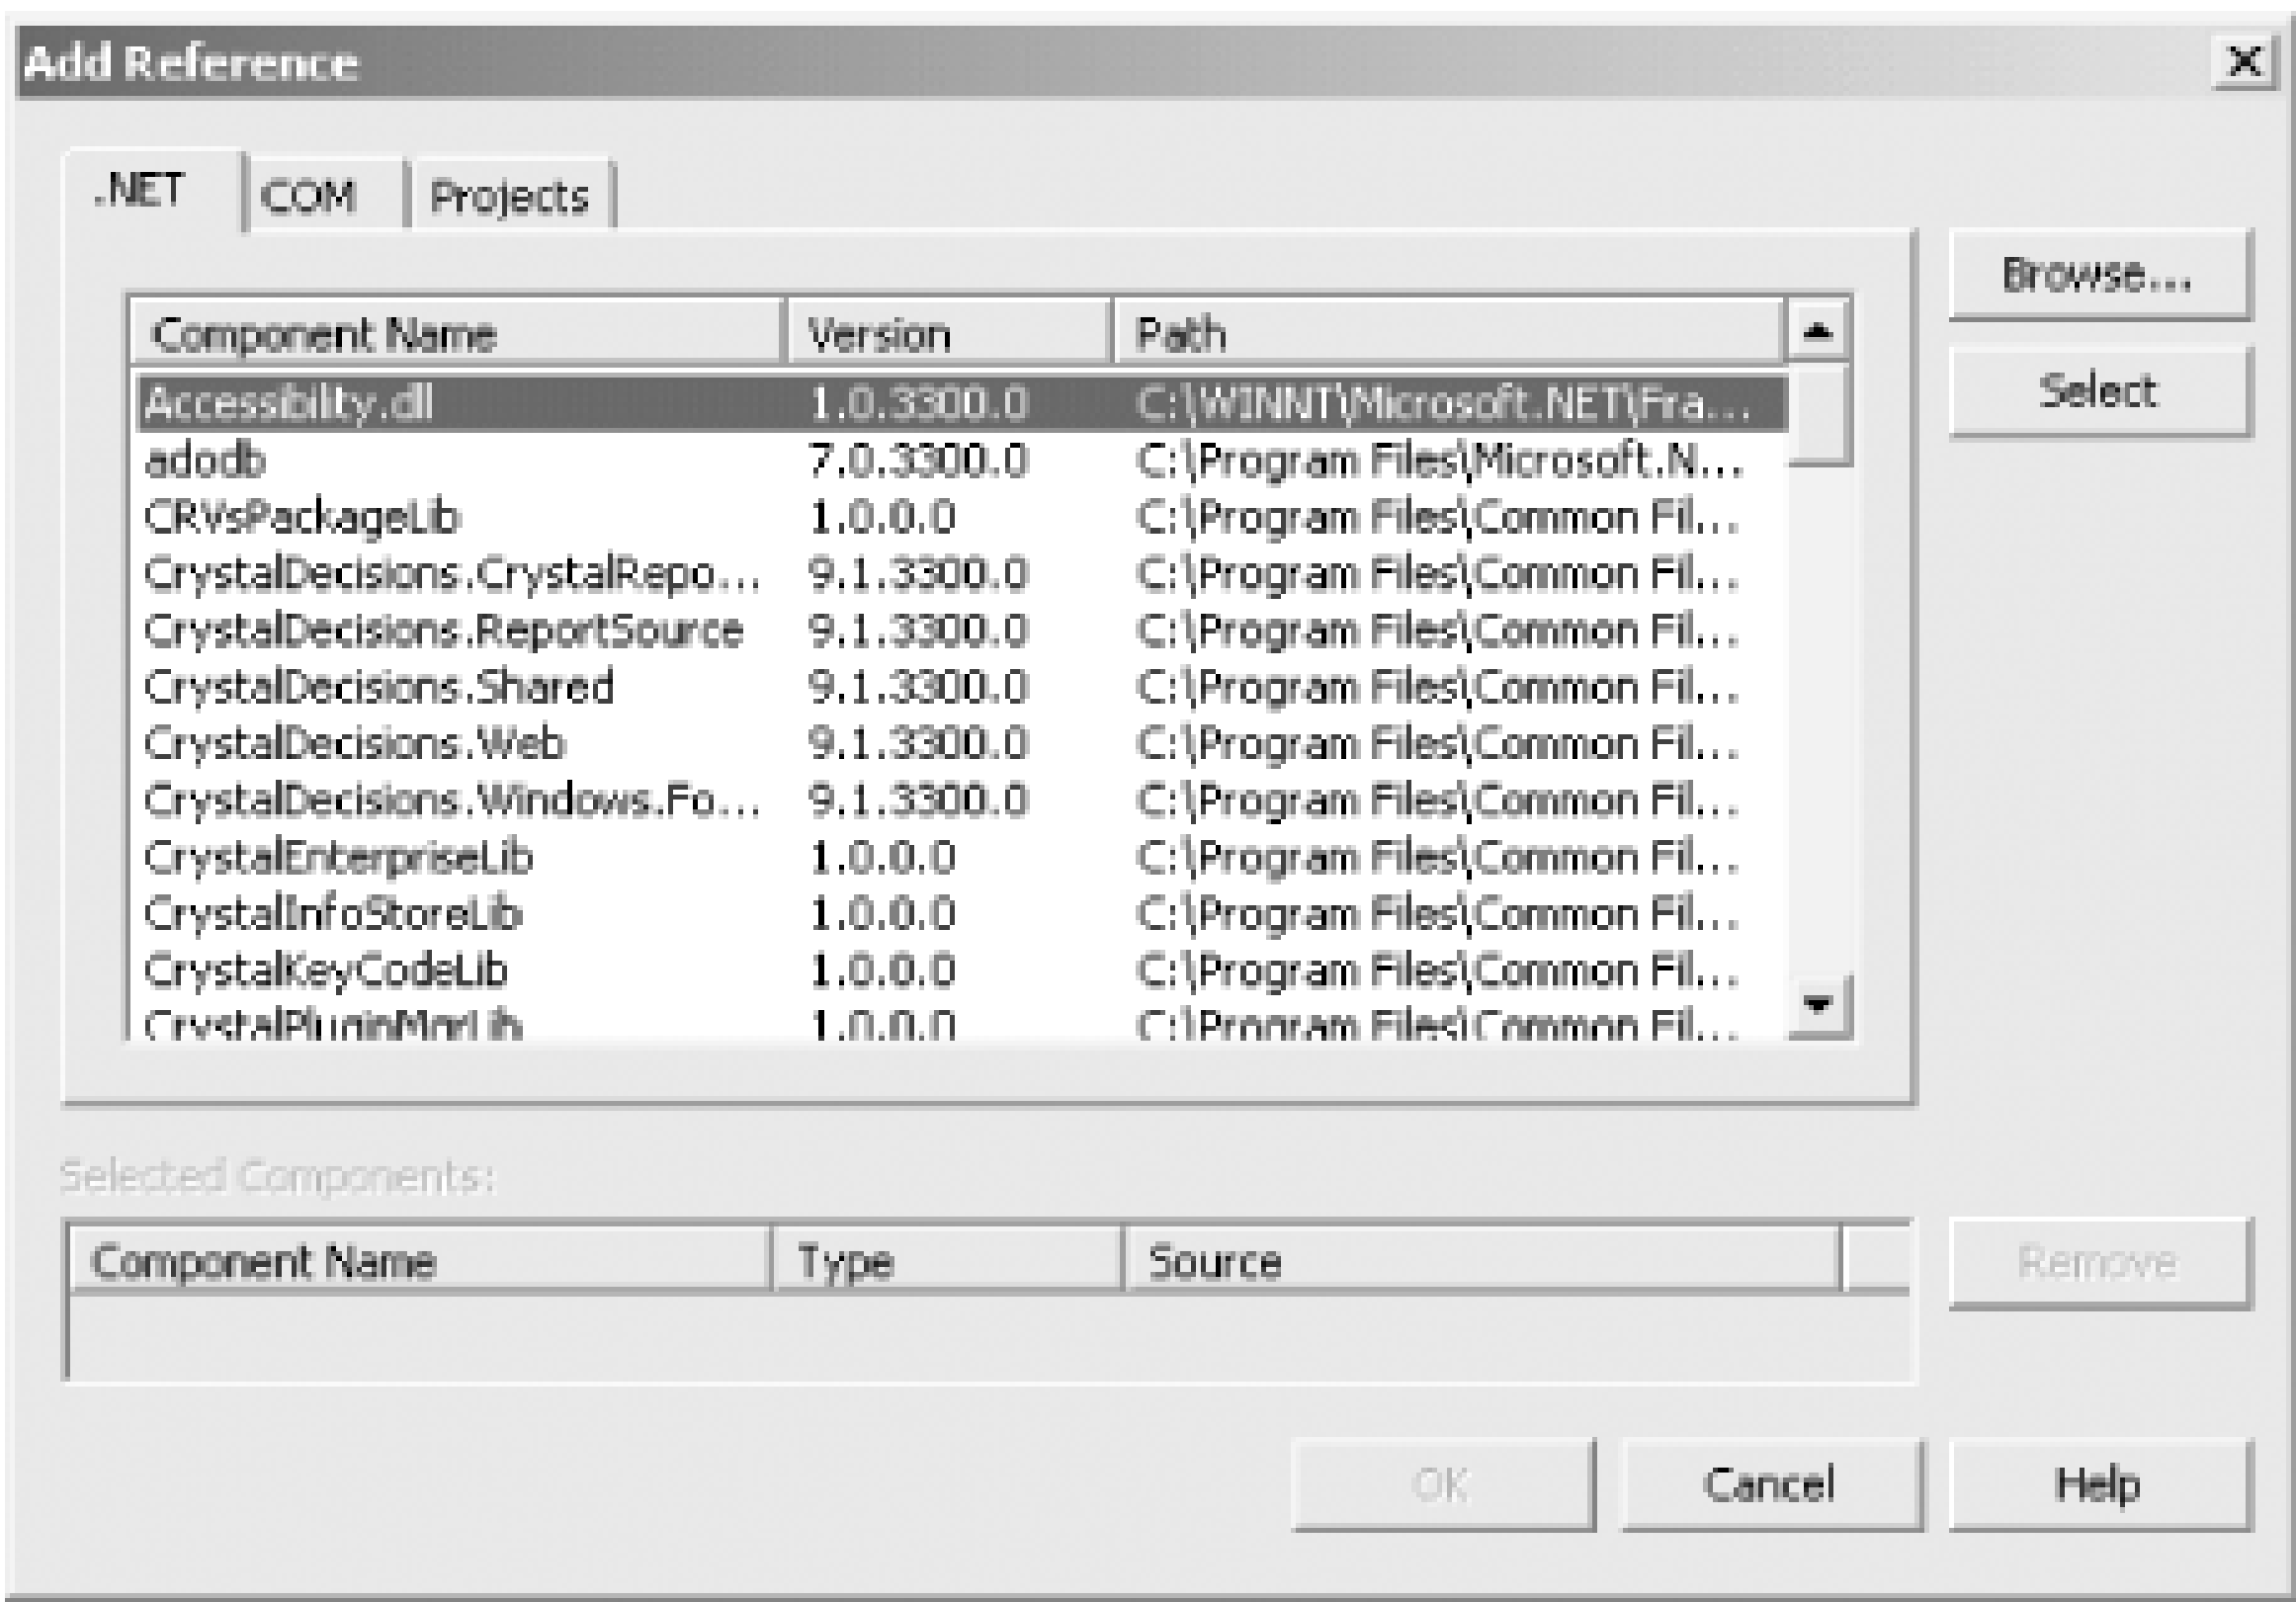 Add Reference
.NET COM Projects
Browse...
Component Name Version Path
Select
Accessibility.dll 1.0.3300.0 C:\WINNT\Microsoft.NET\Fra...
adodb 7.0.3300.0 C:\Program Files\Microsoft.N...
CRVsPackageLib 1.0.0.0 C:\Program Files\Common Fil...
CrystalDecisions.CrystalRepo... 9.1.3300.0 C:\Program Files\Common Fil...
CrystalDecisions.ReportSource 9.1.3300.0 C:\Program Files\Common Fil...
CrystalDecisions.Shared 9.1.3300.0 C:\Program Files\Common Fil...
CrystalDecisions.Web 9.1.3300.0 C:\Program Files\Common Fil...
CrystalDecisions.Windows.Fo... 9.1.3300.0 C:\Program Files\Common Fil...
CrystalEnterpriseLib 1.0.0.0 C:\Program Files\Common Fil...
CrystalInfoStoreLib 1.0.0.0 C:\Program Files\Common Fil...
CrystalKeyCodeLib 1.0.0.0 C:\Program Files\Common Fil...
CrystalPluginMgrLib 1.0.0.0 C:\Program Files\Common Fil...
Selected Components:
Component Name Type Source
Remove
OK Cancel Help